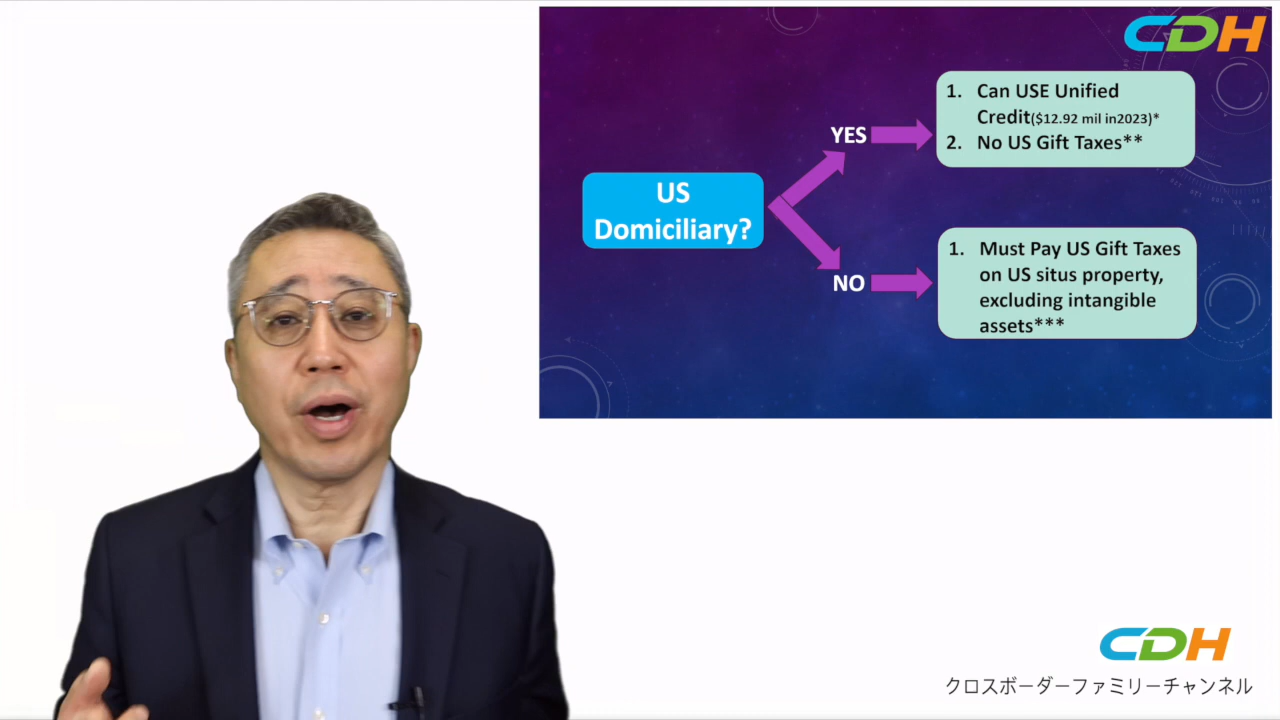 CDH
US
Domiciliary?
YES
1. Can USE Unified
Credit($12.92 mil in2023)*
2. No US Gift Taxes**
NO
1. Must Pay US Gift Taxes
on US situs property,
excluding intangible
assets***
CDH
クロスボーダーファミリーチャンネル